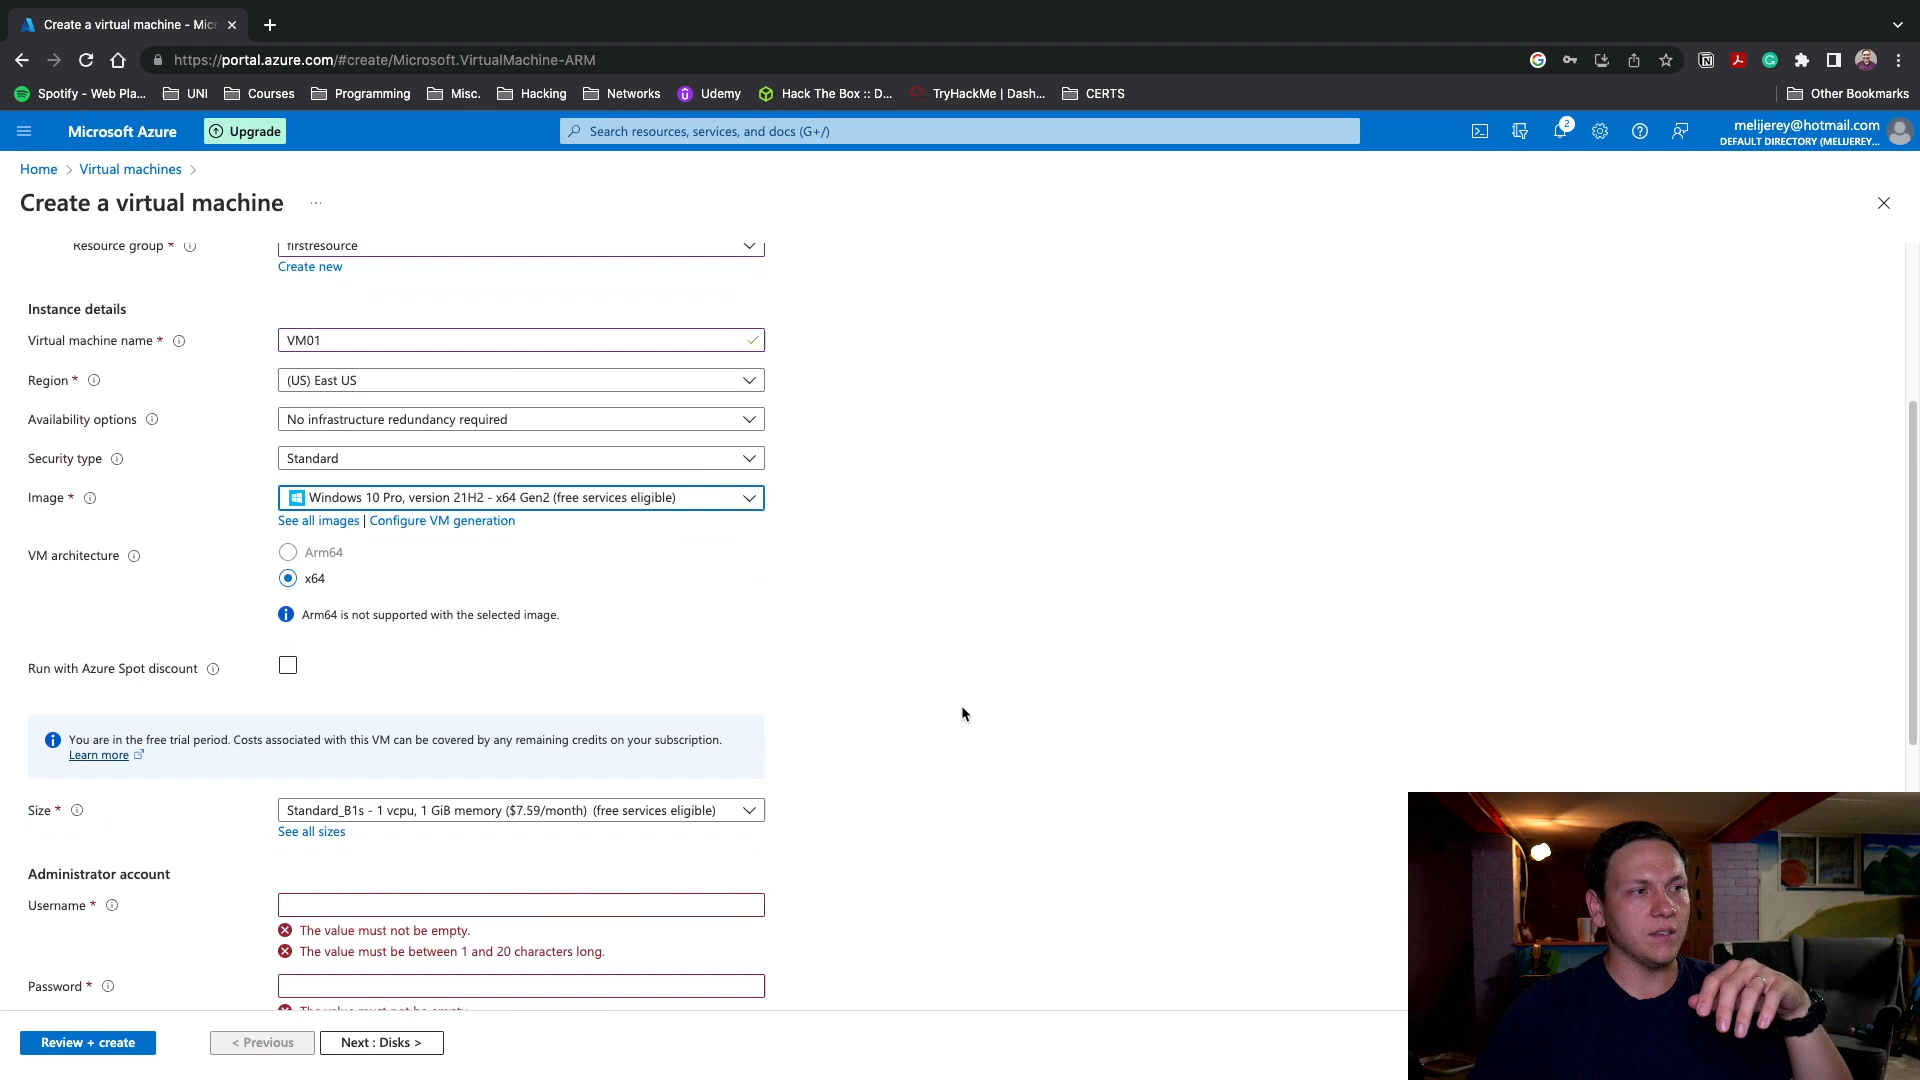 Create a virtual machine - Micr
https://portal.azure.com/#create/Microsoft.VirtualMachine-ARM
Spotify - Web Pla... UNI Courses Programming Misc. Hacking Networks Udemy Hack The Box :: D... TryHackMe | Dash... CERTS Other Bookmarks
Microsoft Azure Upgrade Search resources, services, and docs (G+/) 2 melijerey@hotmail.com
DEFAULT DIRECTORY (MELIJEREY...
Home > Virtual machines >
Create a virtual machine ...
Resource group * firstresource
Create new
Instance details
Virtual machine name * VM01
Region * (US) East US
Availability options No infrastructure redundancy required
Security type Standard
Image * Windows 10 Pro, version 21H2 - x64 Gen2 (free services eligible)
See all images | Configure VM generation
VM architecture Arm64
x64
Arm64 is not supported with the selected image.
Run with Azure Spot discount
You are in the free trial period. Costs associated with this VM can be covered by any remaining credits on your subscription.
Learn more
Size * Standard_B1s - 1 vcpu, 1 GiB memory ($7.59/month) (free services eligible)
See all sizes
Administrator account
Username *
The value must not be empty.
The value must be between 1 and 20 characters long.
Password *
The value must not be empty.
Review + create < Previous Next : Disks >